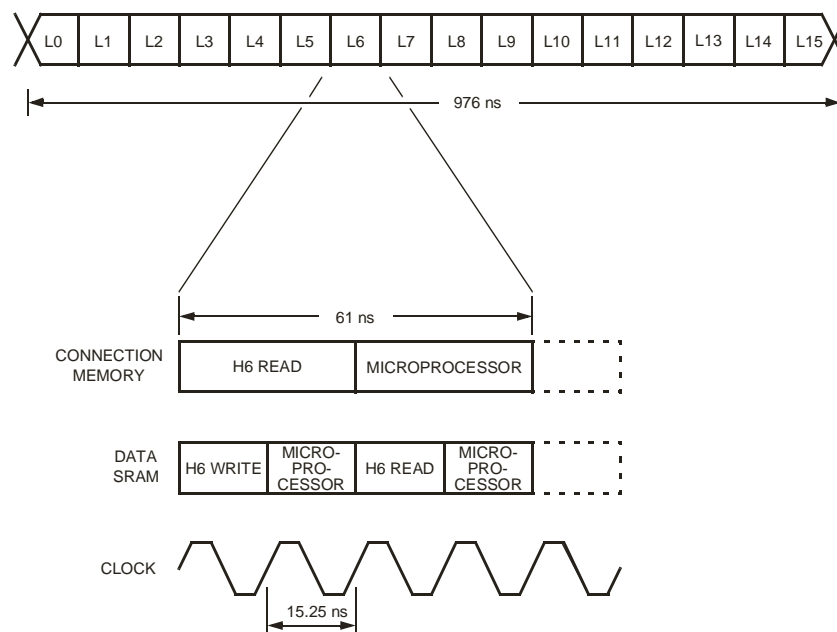 L0 L1 L2 L3 L4 L5 L6 L7 L8 L9 L10 L11 L12 L13 L14 L15
976 ns
61 ns
CONNECTION
MEMORY
H6 READ
MICROPROCESSOR
DATA
SRAM
H6 WRITE
MICRO-
PRO-
CESSOR
H6 READ
MICRO-
PRO-
CESSOR
CLOCK
15.25 ns